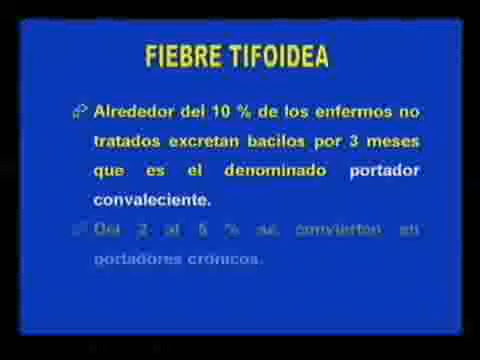 FIEBRE TIFOIDEA
Alrededor del 10 % de los enfermos no
tratados excretan bacilos por 3 meses
que es el denominado portador
convaleciente.
Del 2 al 5 % se convierten en
portadores crónicos.